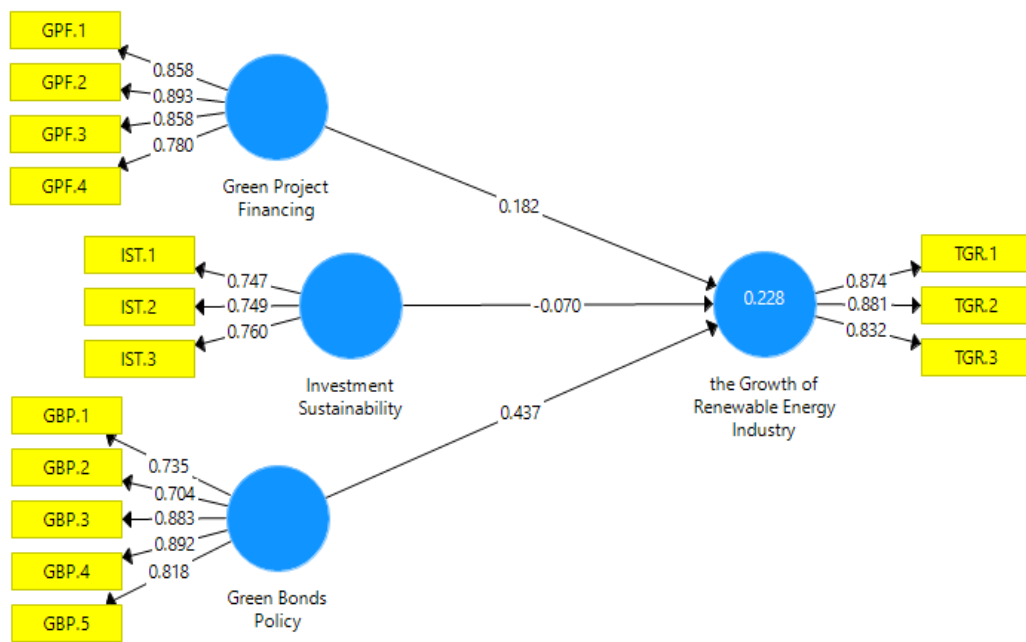 GPF.1
GPF.2
GPF.3
GPF.4
0.858
0.893
0.858
0.780
Green Project
Financing
0.182
IST.1
IST.2
IST.3
0.747
0.749
0.760
Investment
Sustainability
-0.070
GBP.1
GBP.2
GBP.3
GBP.4
GBP.5
0.735
0.704
0.883
0.892
0.818
Green Bonds
Policy
0.437
0.228
the Growth of
Renewable Energy
Industry
0.874
0.881
0.832
TGR.1
TGR.2
TGR.3